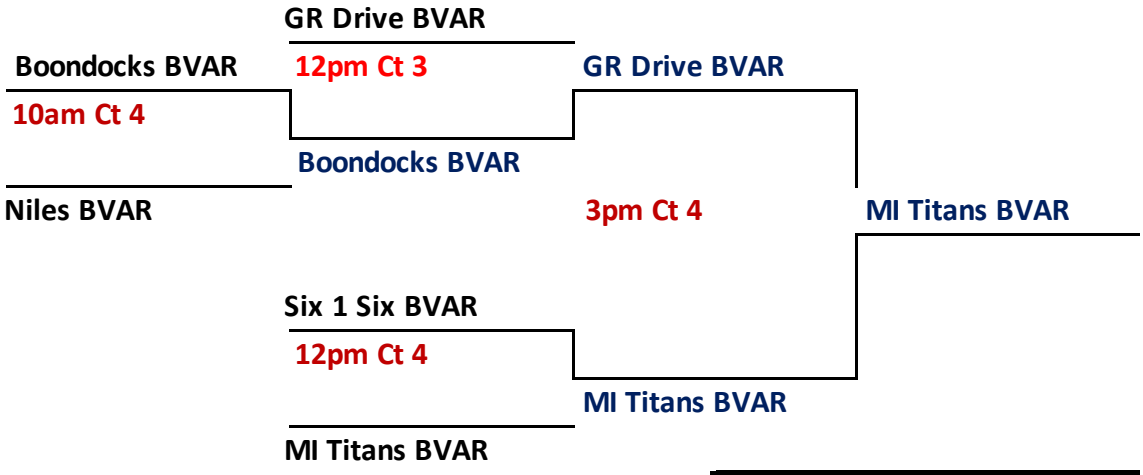 GR Drive BVAR
Boondocks BVAR
12pm Ct 3
GR Drive BVAR
10am Ct 4
Boondocks BVAR
Niles BVAR
3pm Ct 4
MI Titans BVAR
Six 1 Six BVAR
12pm Ct 4
MI Titans BVAR
MI Titans BVAR